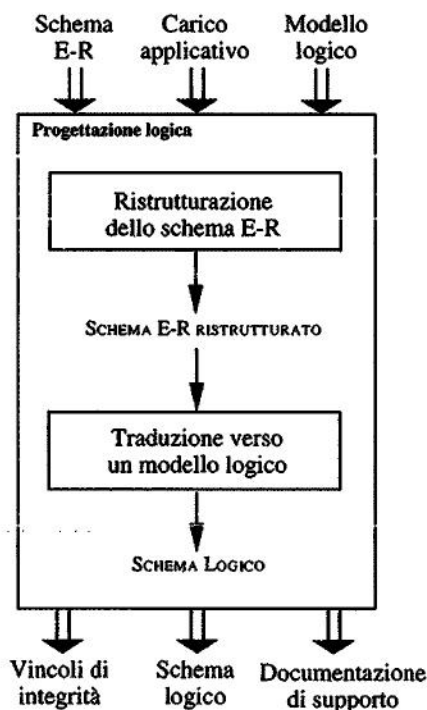 Schema
E-R
Carico
applicativo
Modello
logico
Progettazione logica
Ristrutturazione
dello schema E-R
SCHEMA E-R RISTRUTTURATO
Traduzione verso
un modello logico
SCHEMA LOGICO
Vincoli di
integrità
Schema
logico
Documentazione
di supporto